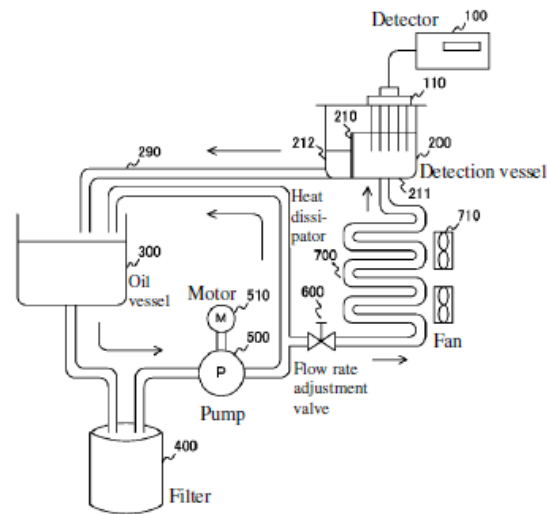 Detector
100
110
210
212
290
200
Detection vessel
211
Heat
dissi-
pator
710
300
Oil
vessel
700
Motor
510
M
600
500
P
Fan
Flow rate
adjustment
valve
Pump
400
Filter